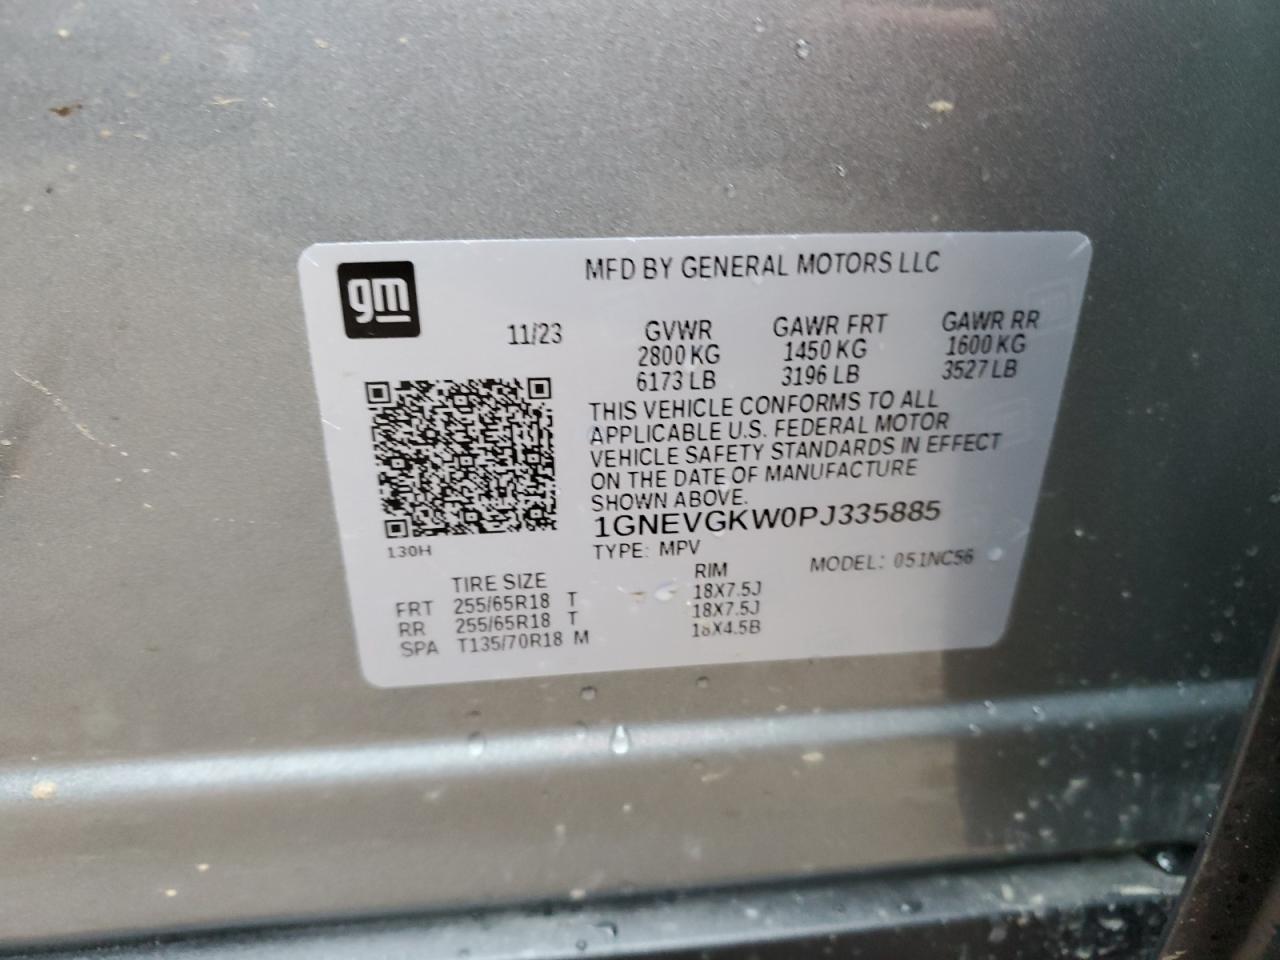 gm
MFD BY GENERAL MOTORS LLC
11/23 GVWR GAWR FRT GAWR RR
2800 KG 1450 KG 1600 KG
6173 LB 3196 LB 3527 LB
THIS VEHICLE CONFORMS TO ALL
APPLICABLE U.S. FEDERAL MOTOR
VEHICLE SAFETY STANDARDS IN EFFECT
ON THE DATE OF MANUFACTURE
SHOWN ABOVE.
1GNEVGKW0PJ335885
130H
TYPE: MPV MODEL: 051NC56
TIRE SIZE RIM
FRT 255/65R18 T 18X7.5J
RR 255/65R18 T 18X7.5J
SPA T135/70R18 M 18X4.5B